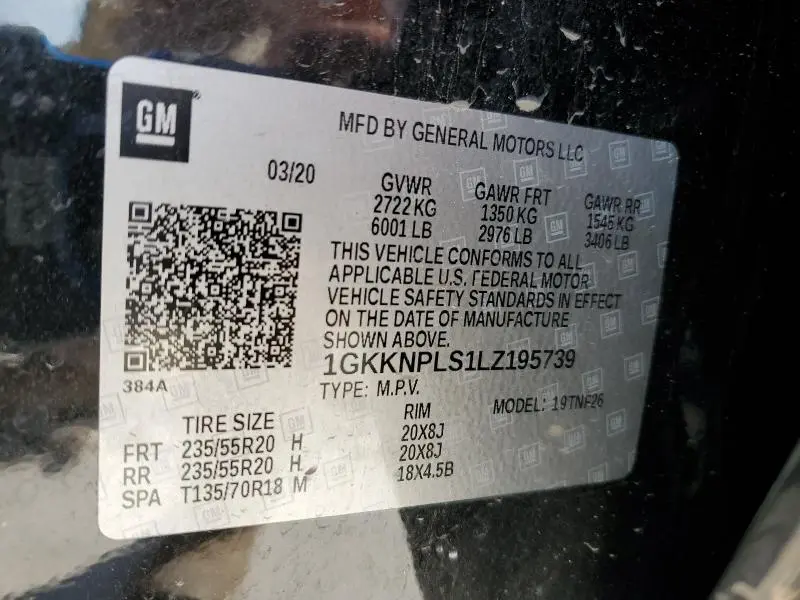 GM®
MFD BY GENERAL MOTORS LLC
03/20
GVWR GAWR FRT GAWR RR
2722 KG 1350 KG 1545 KG
6001 LB 2976 LB 3406 LB
THIS VEHICLE CONFORMS TO ALL
APPLICABLE U.S. FEDERAL MOTOR
VEHICLE SAFETY STANDARDS IN EFFECT
ON THE DATE OF MANUFACTURE
SHOWN ABOVE.
1GKKNPLS1LZ195739
384A
TYPE: M.P.V. MODEL: 19TNF26
TIRE SIZE RIM
FRT 235/55R20 H 20X8J
RR 235/55R20 H 20X8J
SPA T135/70R18 M 18X4.5B